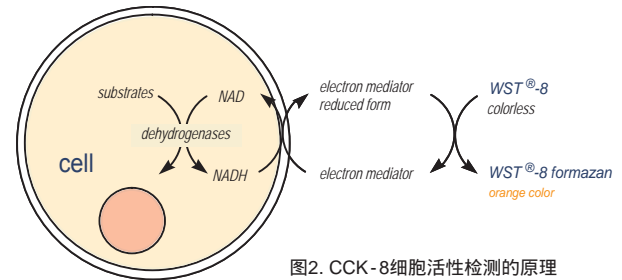 substrates
NAD
dehydrogenases
NADH
cell
electron mediator
reduced form
electron mediator
WST®-8
colorless
WST®-8 formazan
orange color
图2. CCK-8细胞活性检测的原理